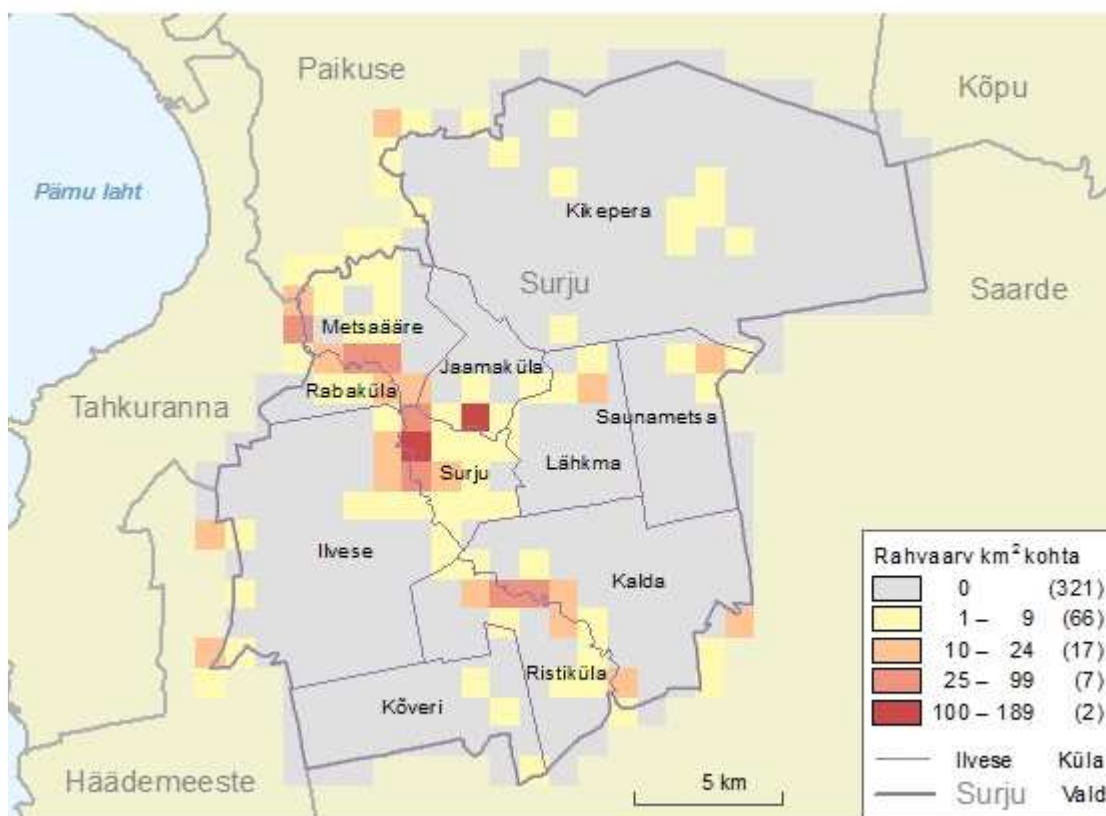 Paikuse
Kõpu
Pärnu laht
Kikepera
Surju
Saarde
Metsaääre
Jaamaküla
Rabaküla
Tahkuranna
Saunametsa
Lähkma
Surju
Ilvese
Kalda
Ristiküla
Kõveri
Häädemeeste
5 km
Rahvaarv km² kohta
0 (321)
1 – 9 (66)
10 – 24 (17)
25 – 99 (7)
100 – 189 (2)
Ilvese Küla
Surju Vald